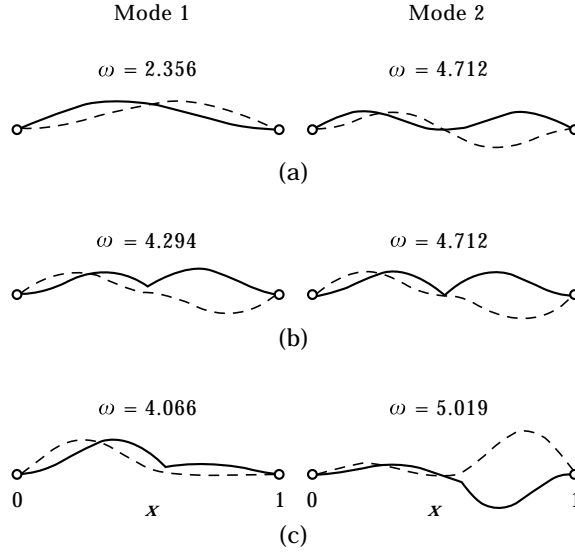 Mode 1 Mode 2
ω = 2.356 ω = 4.712
(a)
ω = 4.294 ω = 4.712
(b)
ω = 4.066 ω = 5.019
0 x 1 0 x 1
(c)